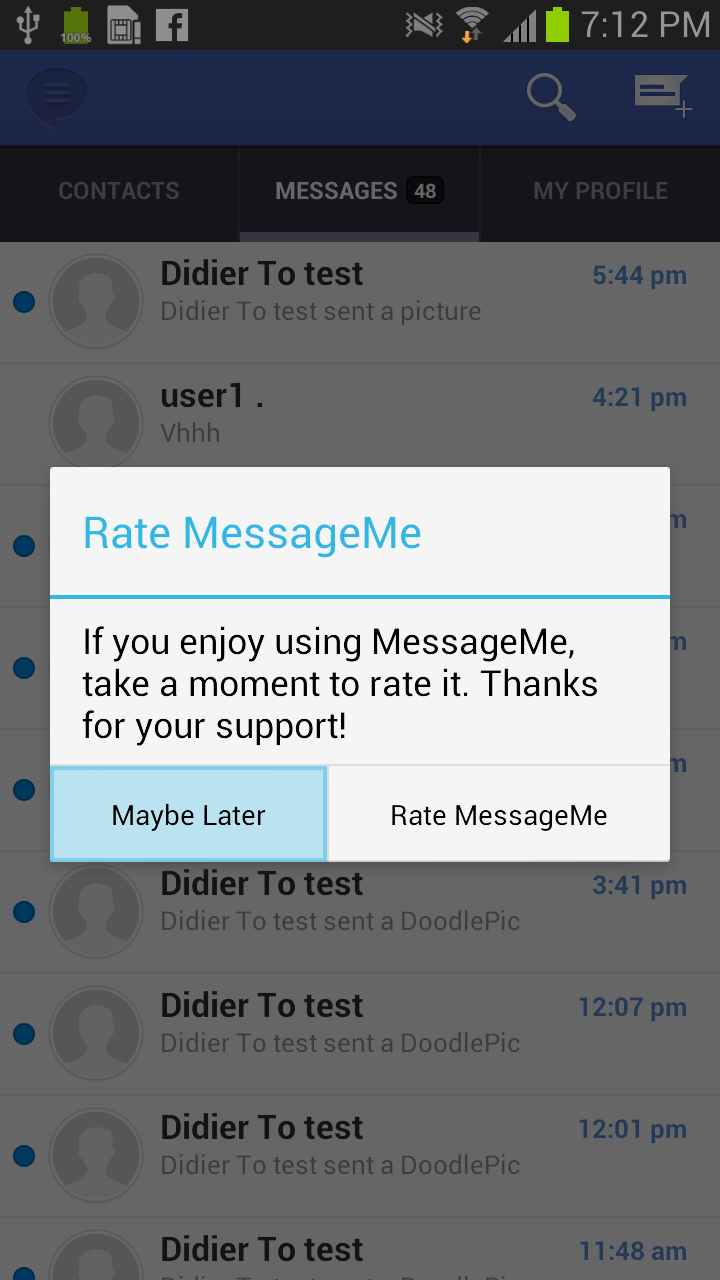 100%
7:12 PM
CONTACTS
MESSAGES 48
MY PROFILE
Didier To test
5:44 pm
Didier To test sent a picture
user1 .
4:21 pm
Vhhh
Rate MessageMe
If you enjoy using MessageMe,
take a moment to rate it. Thanks
for your support!
Maybe Later
Rate MessageMe
Didier To test
3:41 pm
Didier To test sent a DoodlePic
Didier To test
12:07 pm
Didier To test sent a DoodlePic
Didier To test
12:01 pm
Didier To test sent a DoodlePic
Didier To test
11:48 am